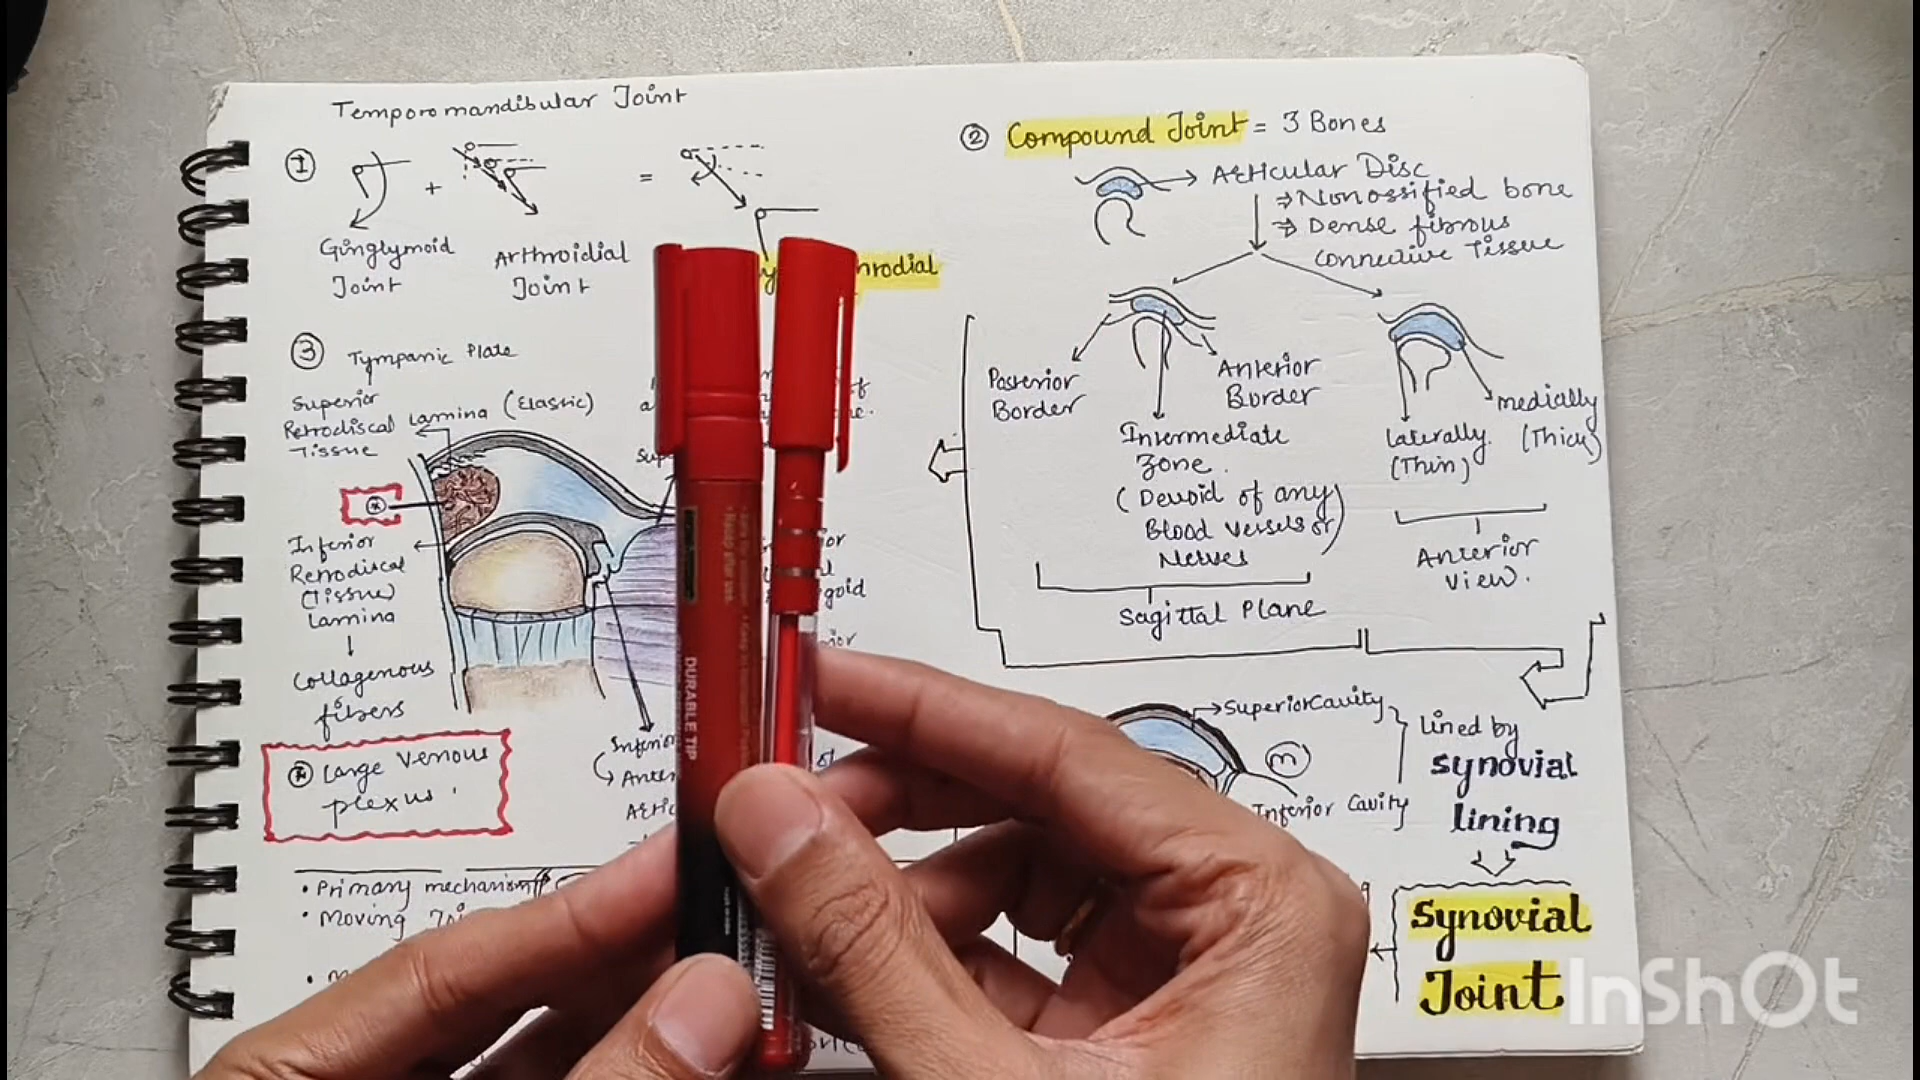 Temporomandibular Joint
①
+
=
Ginglymoid
Joint
Arthroidial
Joint
hrodial
② Compound Joint = 3 Bones
Articular Disc
⇒ Nonossified bone
⇒ Dense fibrous
connective Tissue
Posterior
Border
Intermediate
Zone.
(Devoid of any
Blood vessels or
Nerves)
Anterior
Border
Sagittal Plane
Laterally.
(Thin)
medially
(Thick)
Anterior
View.
③ Tympanic Plate
Superior
Retrodiscal Lamina (Elastic)
Tissue
Inferior
Retrodiscal
(Tissue)
Lamina
Collagenous
fibers
Large Venous
plexus.
Inferior
Superior Cavity
m
Inferior Cavity
Lined by
synovial
lining
Synovial
Joint
• Primary mechanism
• Moving
DURABLE TIP
InShOt